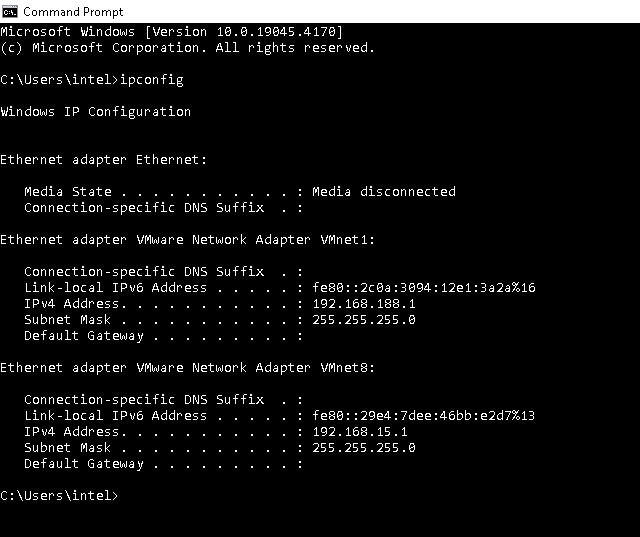 Command Prompt
Microsoft Windows [Version 10.0.19045.4170]
(c) Microsoft Corporation. All rights reserved.
C:\Users\intel>ipconfig
Windows IP Configuration
Ethernet adapter Ethernet:
   Media State . . . . . . . . . . . : Media disconnected
   Connection-specific DNS Suffix  . :
Ethernet adapter VMware Network Adapter VMnet1:
   Connection-specific DNS Suffix  . :
   Link-local IPv6 Address . . . . . : fe80::2c0a:3094:12e1:3a2a%16
   IPv4 Address. . . . . . . . . . . : 192.168.188.1
   Subnet Mask . . . . . . . . . . . : 255.255.255.0
   Default Gateway . . . . . . . . . :
Ethernet adapter VMware Network Adapter VMnet8:
   Connection-specific DNS Suffix  . :
   Link-local IPv6 Address . . . . . : fe80::29e4:7dee:46bb:e2d7%13
   IPv4 Address. . . . . . . . . . . : 192.168.15.1
   Subnet Mask . . . . . . . . . . . : 255.255.255.0
   Default Gateway . . . . . . . . . :
C:\Users\intel>